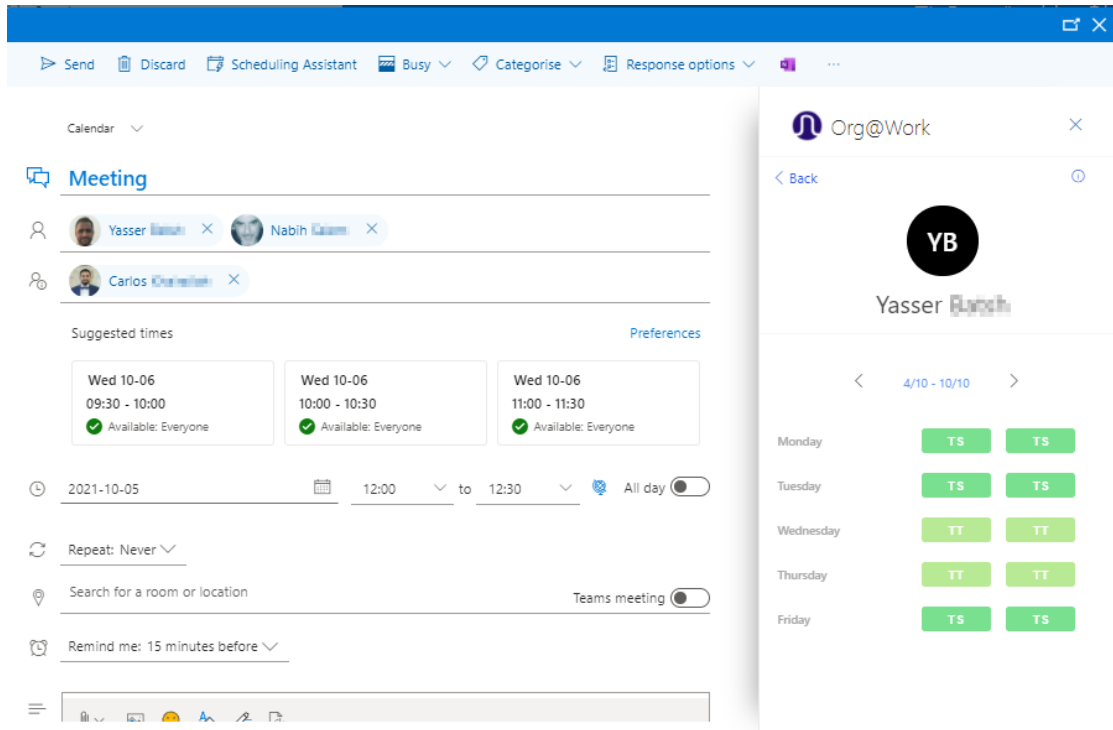 Send Discard Scheduling Assistant Busy Categorise Response options ...
Calendar
Meeting
Yasser Nabih
Carlos
Suggested times Preferences
Wed 10-06 Wed 10-06 Wed 10-06
09:30 - 10:00 10:00 - 10:30 11:00 - 11:30
Available: Everyone Available: Everyone Available: Everyone
2021-10-05 12:00 to 12:30 All day
Repeat: Never
Search for a room or location Teams meeting
Remind me: 15 minutes before
Org@Work
Back
YB
Yasser
4/10 - 10/10
Monday TS TS
Tuesday TS TS
Wednesday TT TT
Thursday TT TT
Friday TS TS